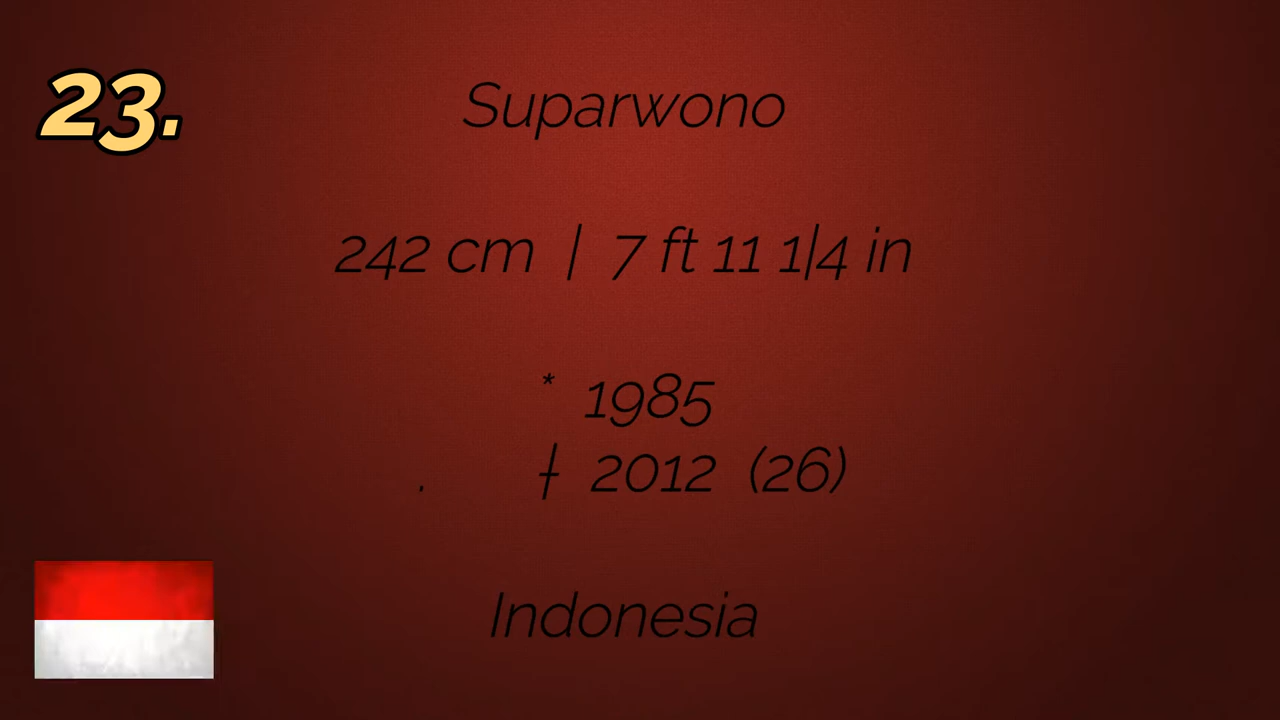 23.
Suparwono
242 cm | 7 ft 11 1|4 in
* 1985
. † 2012 (26)
Indonesia